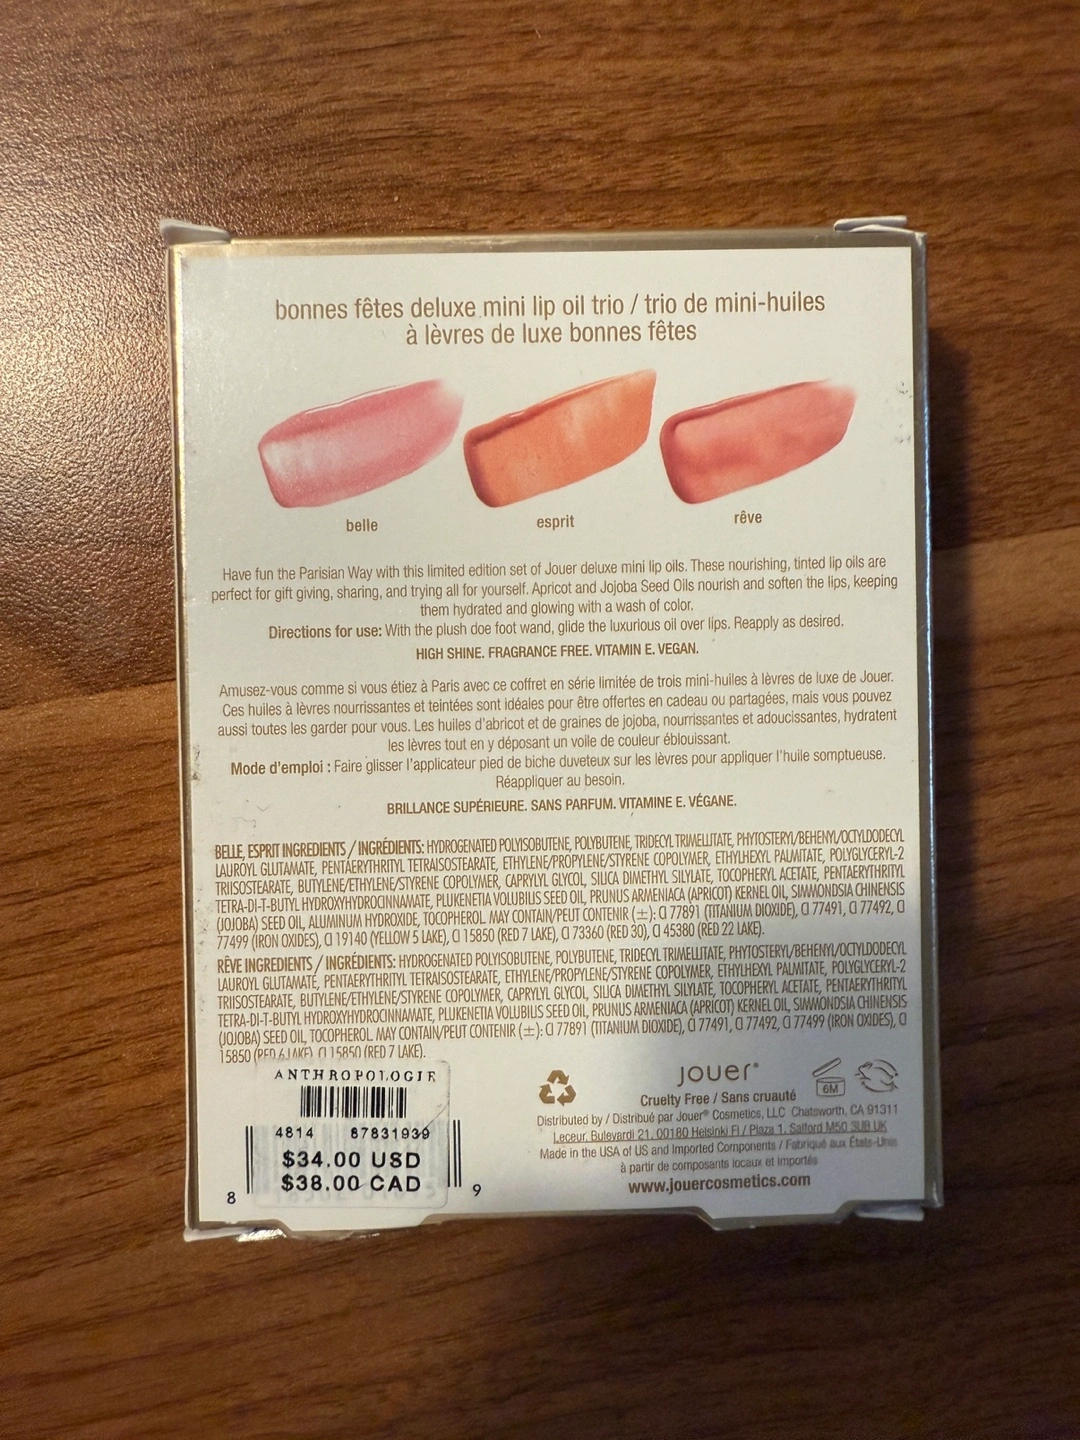 bonnes fêtes deluxe mini lip oil trio / trio de mini-huiles
à lèvres de luxe bonnes fêtes
belle
esprit
rêve
Have fun the Parisian Way with this limited edition set of Jouer deluxe mini lip oils. These nourishing, tinted lip oils are
perfect for gift giving, sharing, and trying all for yourself. Apricot and Jojoba Seed Oils nourish and soften the lips, keeping
them hydrated and glowing with a wash of color.
Directions for use: With the plush doe foot wand, glide the luxurious oil over lips. Reapply as desired.
HIGH SHINE. FRAGRANCE FREE. VITAMIN E. VEGAN.
Amusez-vous comme si vous étiez à Paris avec ce coffret en série limitée de trois mini-huiles à lèvres de luxe de Jouer.
Ces huiles à lèvres nourrissantes et teintées sont idéales pour être offertes en cadeau ou partagées, mais vous pouvez
aussi toutes les garder pour vous. Les huiles d'abricot et de graines de jojoba, nourrissantes et adoucissantes, hydratent
les lèvres tout en y déposant un voile de couleur éblouissant.
Mode d'emploi : Faire glisser l'applicateur pied de biche duveteux sur les lèvres pour appliquer l'huile somptueuse.
Réappliquer au besoin.
BRILLANCE SUPÉRIEURE. SANS PARFUM. VITAMINE E. VÉGANE.
BELLE, ESPRIT INGREDIENTS / INGRÉDIENTS: HYDROGENATED POLYISOBUTENE, POLYBUTENE, TRIDECYL TRIMELLITATE, PHYTOSTERYL/BEHENYL/OCTYLDODECYL
LAUROYL GLUTAMATE, PENTAERYTHRITYL TETRAISOSTEARATE, ETHYLENE/PROPYLENE/STYRENE COPOLYMER, ETHYLHEXYL PALMITATE, POLYGLYCERYL-2
TRIISOSTEARATE, BUTYLENE/ETHYLENE/STYRENE COPOLYMER, CAPRYLYL GLYCOL, SILICA DIMETHYL SILYLATE, TOCOPHERYL ACETATE, PENTAERYTHRITYL
TETRA-DI-T-BUTYL HYDROXYHYDROCINNAMATE, PLUKENETIA VOLUBILIS SEED OIL, PRUNUS ARMENIACA (APRICOT) KERNEL OIL, SIMMONDSIA CHINENSIS
(JOJOBA) SEED OIL, ALUMINUM HYDROXIDE, TOCOPHEROL. MAY CONTAIN/PEUT CONTENIR (±): CI 77891 (TITANIUM DIOXIDE), CI 77491, CI 77492, CI
77499 (IRON OXIDES), CI 19140 (YELLOW 5 LAKE), CI 15850 (RED 7 LAKE), CI 73360 (RED 30), CI 45380 (RED 22 LAKE).
RÊVE INGREDIENTS / INGRÉDIENTS: HYDROGENATED POLYISOBUTENE, POLYBUTENE, TRIDECYL TRIMELLITATE, PHYTOSTERYL/BEHENYL/OCTYLDODECYL
LAUROYL GLUTAMATE, PENTAERYTHRITYL TETRAISOSTEARATE, ETHYLENE/PROPYLENE/STYRENE COPOLYMER, ETHYLHEXYL PALMITATE, POLYGLYCERYL-2
TRIISOSTEARATE, BUTYLENE/ETHYLENE/STYRENE COPOLYMER, CAPRYLYL GLYCOL, SILICA DIMETHYL SILYLATE, TOCOPHERYL ACETATE, PENTAERYTHRITYL
TETRA-DI-T-BUTYL HYDROXYHYDROCINNAMATE, PLUKENETIA VOLUBILIS SEED OIL, PRUNUS ARMENIACA (APRICOT) KERNEL OIL, SIMMONDSIA CHINENSIS
(JOJOBA) SEED OIL, TOCOPHEROL. MAY CONTAIN/PEUT CONTENIR (±): CI 77891 (TITANIUM DIOXIDE), CI 77491, CI 77492, CI 77499 (IRON OXIDES), CI
15850 (RED 6 LAKE), CI 15850 (RED 7 LAKE).
ANTHROPOLOGIE
4814 87831939
$34.00 USD
$38.00 CAD
8 9
jouer®
Cruelty Free / Sans cruauté
6M
Distributed by / Distribué par Jouer® Cosmetics, LLC Chatsworth, CA 91311
Leceur, Bulevardi 21, 00180 Helsinki FI / Plaza 1, Salford M50 3UB UK
Made in the USA of US and Imported Components / Fabriqué aux États-Unis
à partir de composants locaux et importés
www.jouercosmetics.com